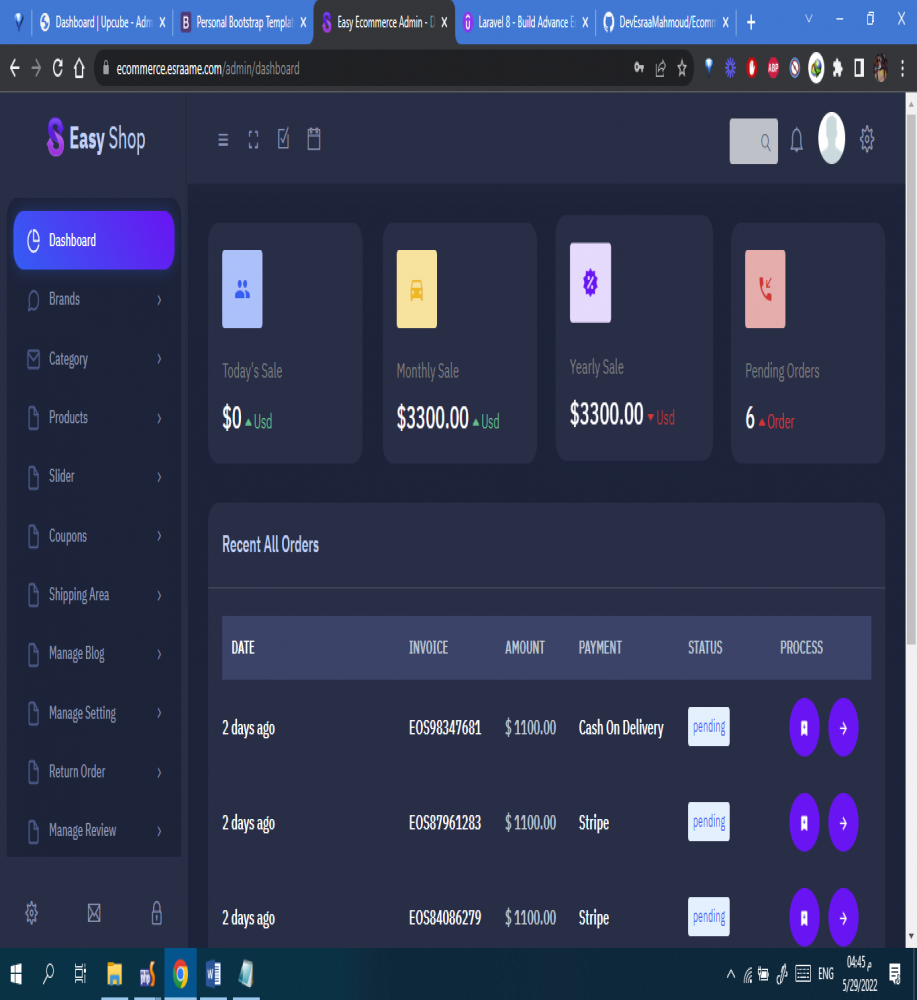 Dashboard | Upcube - Adm
Personal Bootstrap Templat
Easy Ecommerce Admin - D
Laravel 8 - Build Advance E
DevEsraaMahmoud/Ecomm
ecommerce.esraame.com/admin/dashboard
ABP
Easy Shop
Dashboard
Brands
Category
Products
Slider
Coupons
Shipping Area
Manage Blog
Manage Setting
Return Order
Manage Review
Today's Sale
$0 Usd
Monthly Sale
$3300.00 Usd
Yearly Sale
$3300.00 Usd
Pending Orders
6 Order
Recent All Orders
DATE INVOICE AMOUNT PAYMENT STATUS PROCESS
2 days ago EOS98347681 $ 1100.00 Cash On Delivery pending
2 days ago EOS87961283 $ 1100.00 Stripe pending
2 days ago EOS84086279 $ 1100.00 Stripe pending
ENG
04:45 م
5/29/2022